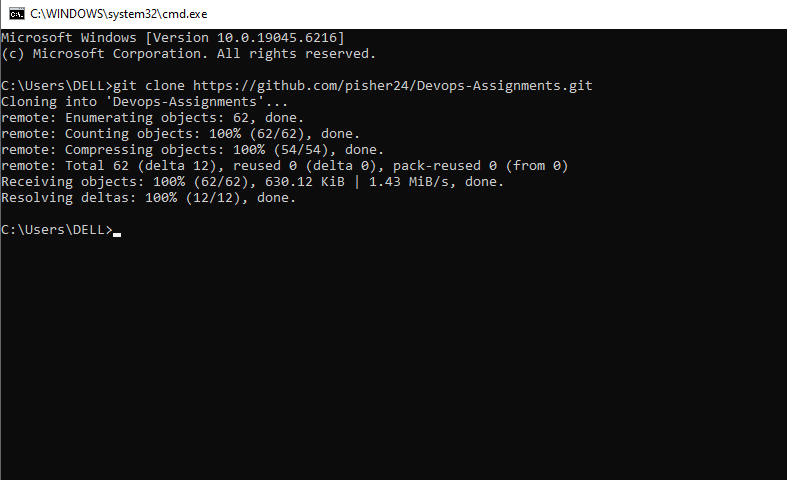 C:\WINDOWS\system32\cmd.exe
Microsoft Windows [Version 10.0.19045.6216]
(c) Microsoft Corporation. All rights reserved.
C:\Users\DELL>git clone https://github.com/pisher24/Devops-Assignments.git
Cloning into 'Devops-Assignments'...
remote: Enumerating objects: 62, done.
remote: Counting objects: 100% (62/62), done.
remote: Compressing objects: 100% (54/54), done.
remote: Total 62 (delta 12), reused 0 (delta 0), pack-reused 0 (from 0)
Receiving objects: 100% (62/62), 630.12 KiB | 1.43 MiB/s, done.
Resolving deltas: 100% (12/12), done.
C:\Users\DELL>